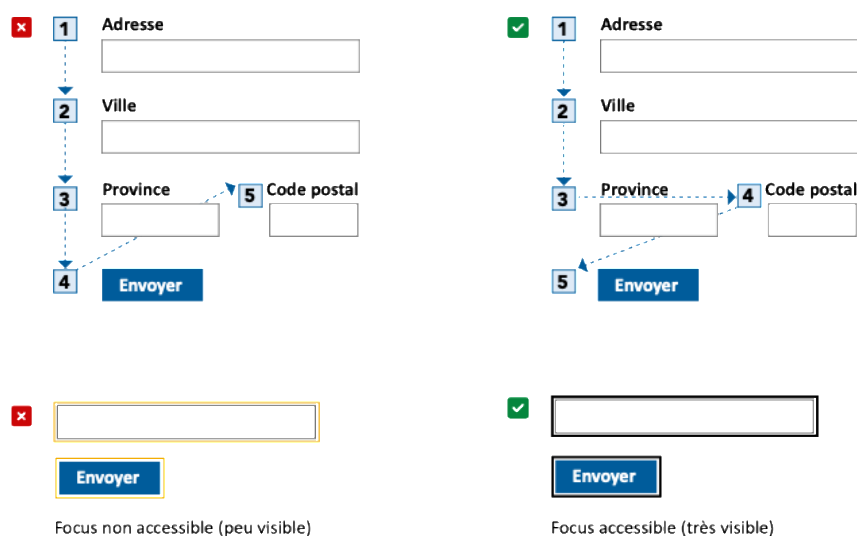 1 Adresse
2 Ville
3 Province
5 Code postal
4 Envoyer
1 Adresse
2 Ville
3 Province
4 Code postal
5 Envoyer
Envoyer
Focus non accessible (peu visible)
Envoyer
Focus accessible (très visible)